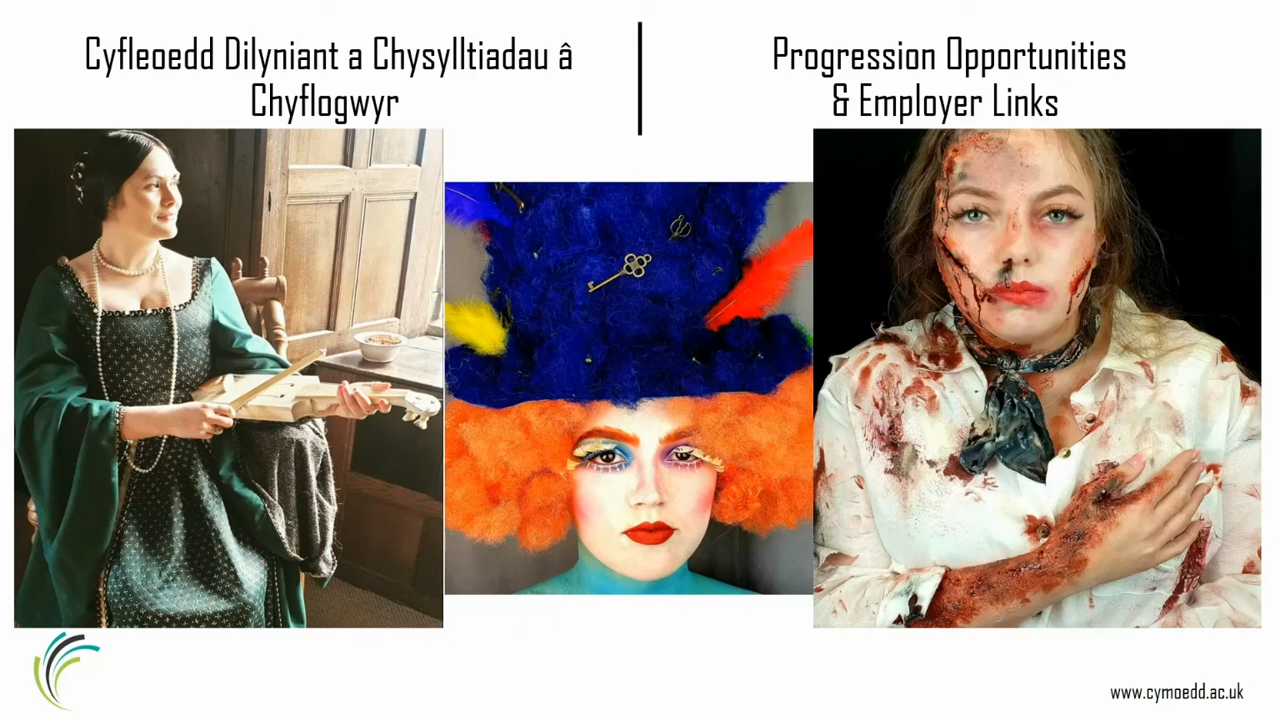 Cyfleoedd Dilyniant a Chysylltiadau â
Chyflogwyr
Progression Opportunities
& Employer Links
www.cymoedd.ac.uk